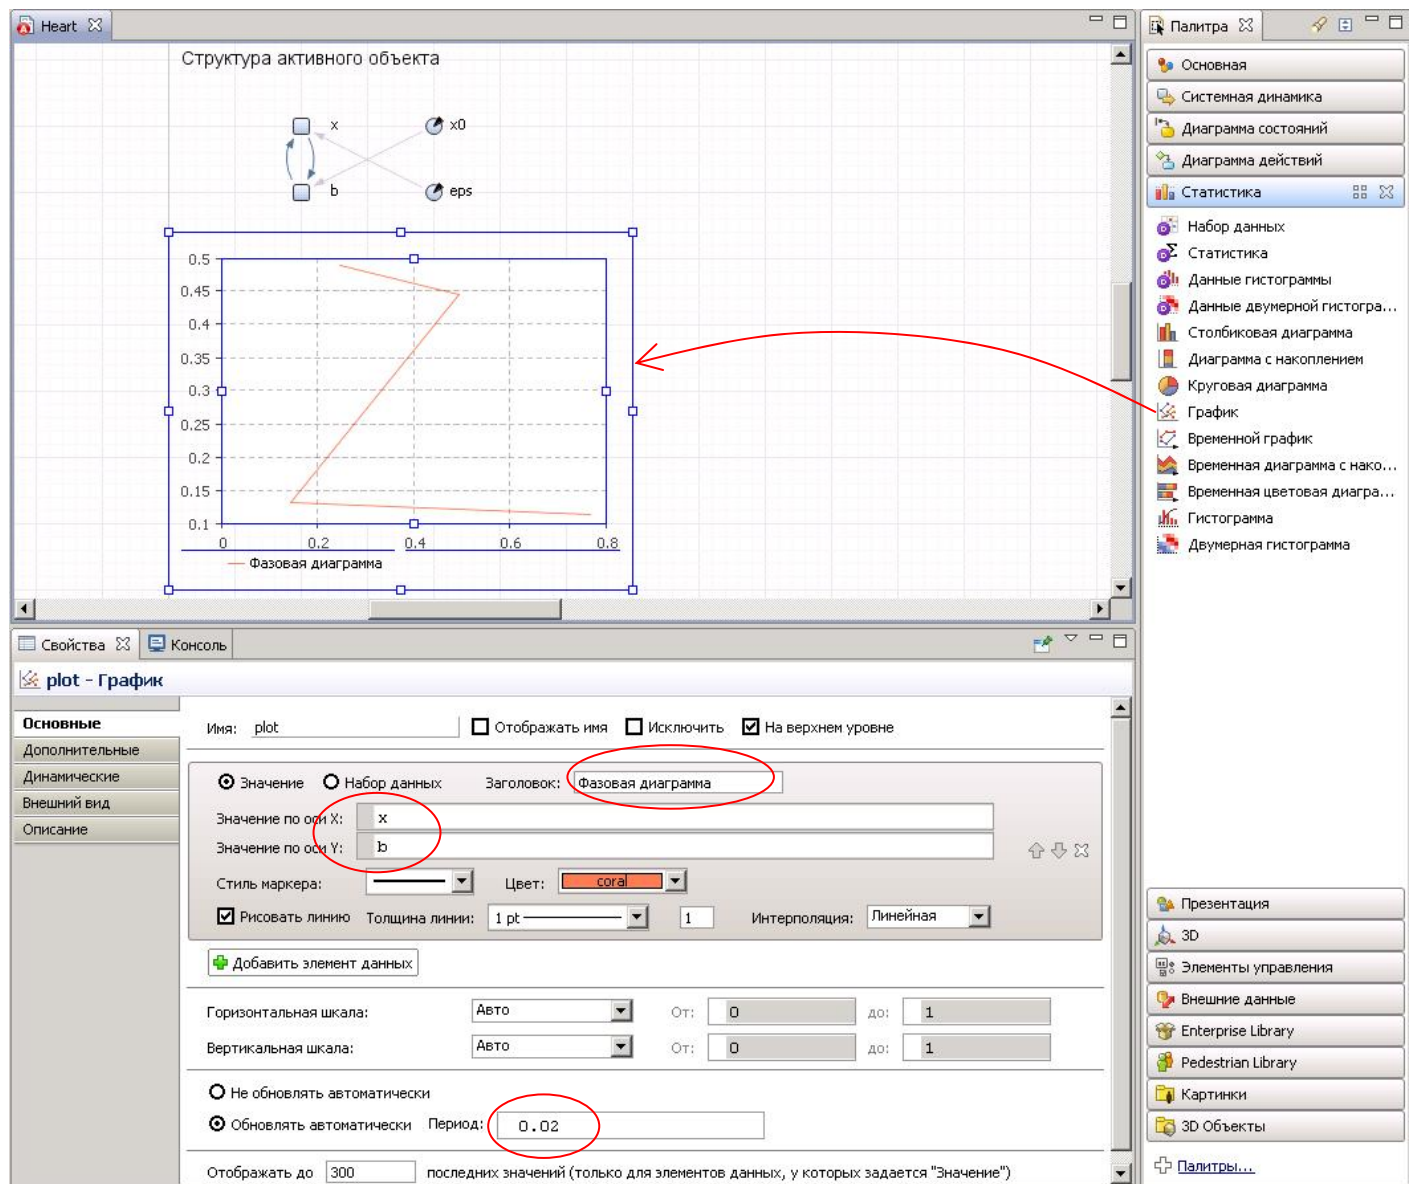 Heart
Структура активного объекта
x
x0
b
eps
0.5
0.45
0.4
0.35
0.3
0.25
0.2
0.15
0.1
0 0.2 0.4 0.6 0.8
Фазовая диаграмма
Палитра
Основная
Системная динамика
Диаграмма состояний
Диаграмма действий
Статистика
Набор данных
Статистика
Данные гистограммы
Данные двумерной гистогра...
Столбиковая диаграмма
Диаграмма с накоплением
Круговая диаграмма
График
Временной график
Временная диаграмма с нако...
Временная цветовая диагра...
Гистограмма
Двумерная гистограмма
Презентация
3D
Элементы управления
Внешние данные
Enterprise Library
Pedestrian Library
Картинки
3D Объекты
Палитры...
Свойства Консоль
plot - График
Основные
Дополнительные
Динамические
Внешний вид
Описание
Имя: plot Отображать имя Исключить На верхнем уровне
Значение Набор данных Заголовок: Фазовая диаграмма
Значение по оси X: x
Значение по оси Y: b
Стиль маркера: Цвет: coral
Рисовать линию Толщина линии: 1 pt 1 Интерполяция: Линейная
Добавить элемент данных
Горизонтальная шкала: Авто От: 0 до: 1
Вертикальная шкала: Авто От: 0 до: 1
Не обновлять автоматически
Обновлять автоматически Период: 0.02
Отображать до 300 последних значений (только для элементов данных, у которых задается "Значение")